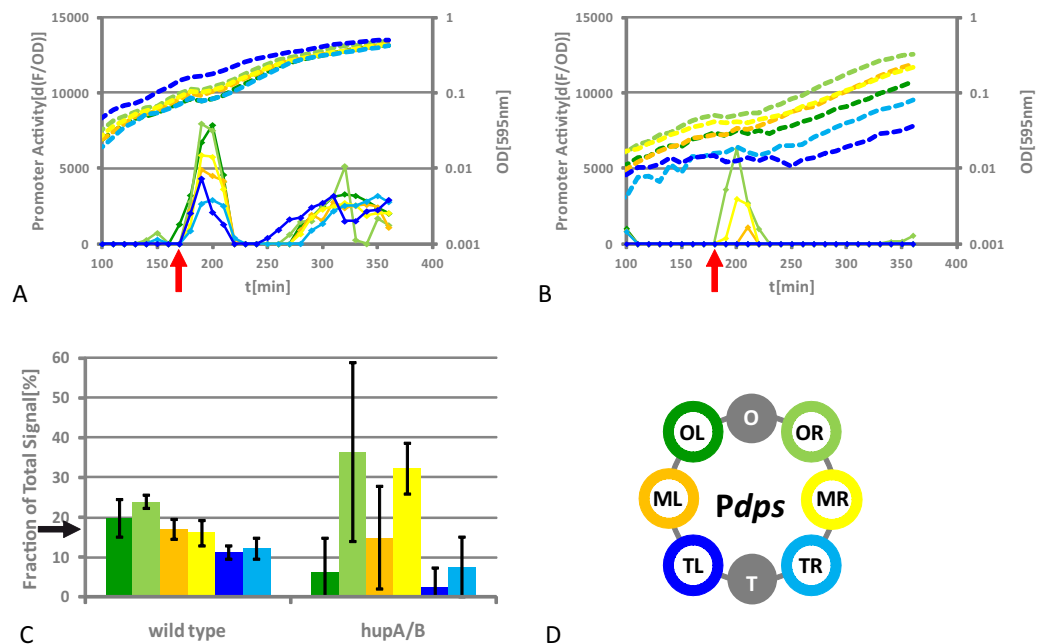 15000
10000
5000
0
Promoter Activity[d(F/OD)]
1
0.1
0.01
0.001
OD[595nm]
100
150
200
250
300
350
400
t[min]
A
15000
10000
5000
0
Promoter Activity[d(F/OD)]
1
0.1
0.01
0.001
OD[595nm]
100
150
200
250
300
350
400
t[min]
B
60
50
40
30
20
10
0
Fraction of Total Signal[%]
wild type
hupA/B
C
O
OL
OR
ML
Pdps
MR
TL
TR
T
D